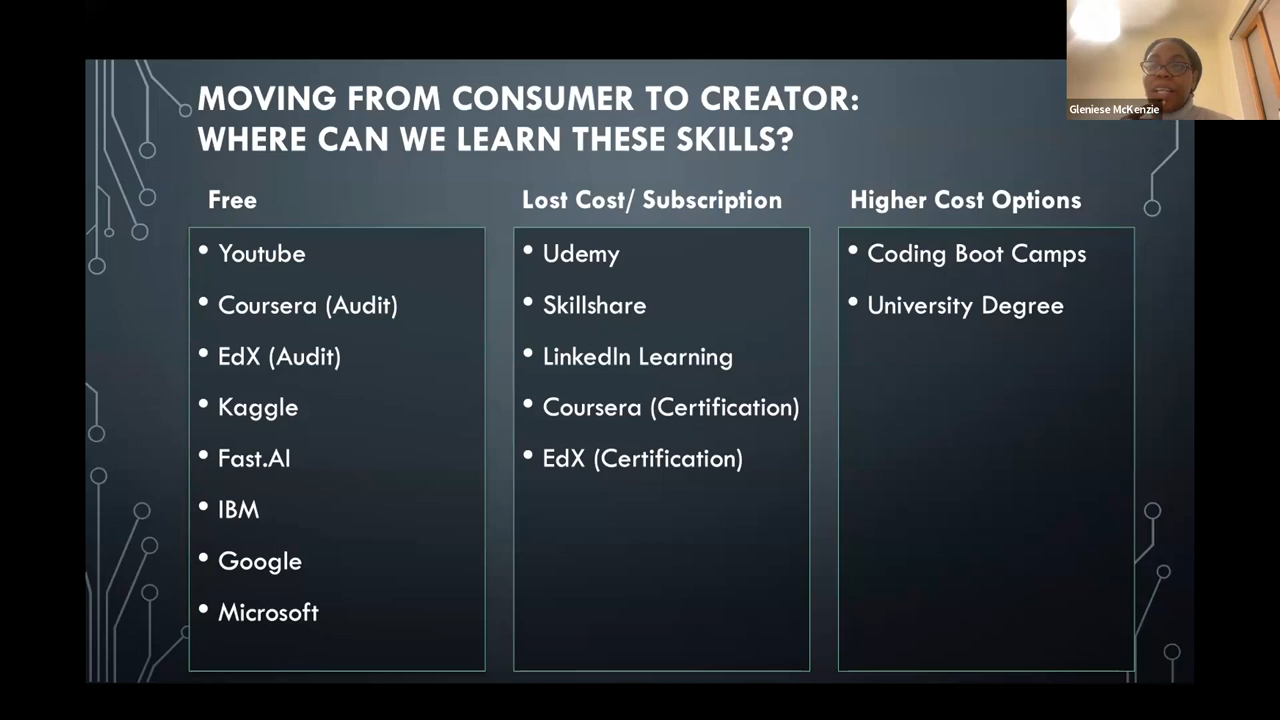 MOVING FROM CONSUMER TO CREATOR:
WHERE CAN WE LEARN THESE SKILLS?
Gleniese McKenzie
Free
• Youtube
• Coursera (Audit)
• EdX (Audit)
• Kaggle
• Fast.AI
• IBM
• Google
• Microsoft
Lost Cost/ Subscription
• Udemy
• Skillshare
• LinkedIn Learning
• Coursera (Certification)
• EdX (Certification)
Higher Cost Options
• Coding Boot Camps
• University Degree